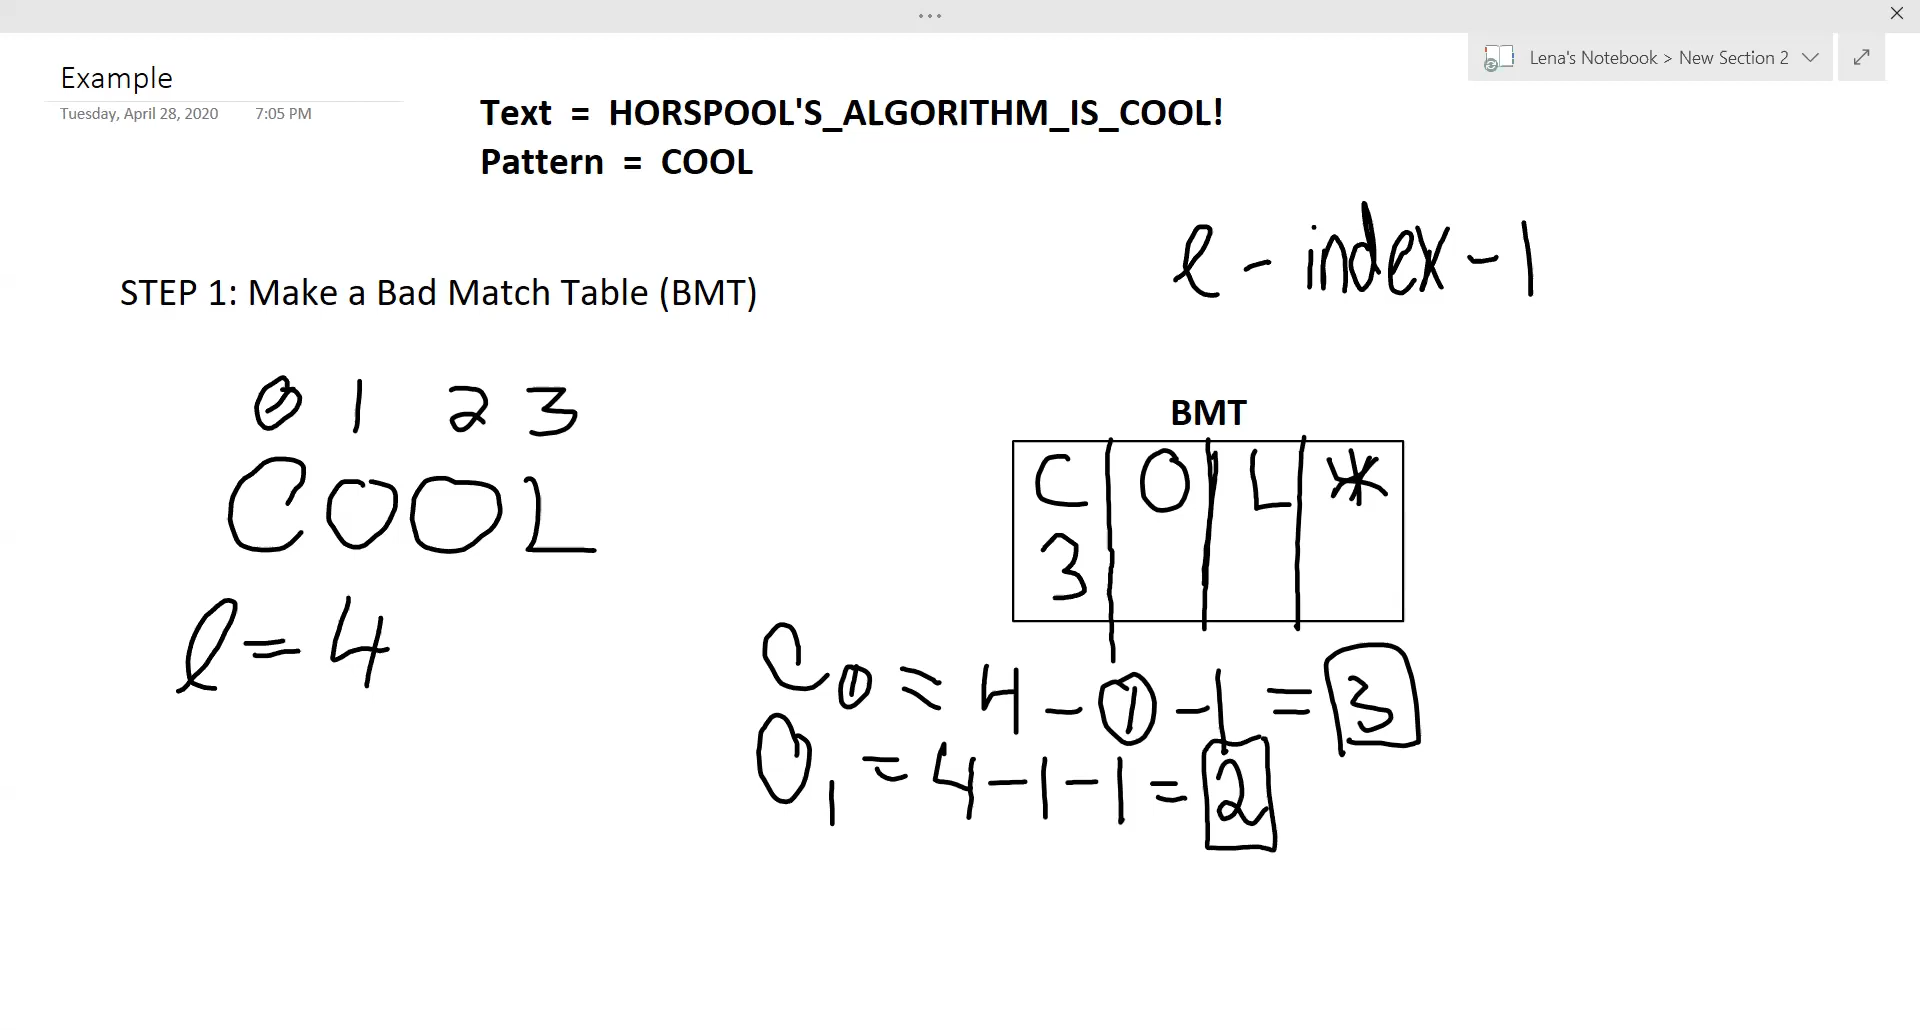 Example
Tuesday, April 28, 2020 7:05 PM
Lena's Notebook > New Section 2
Text = HORSPOOL'S_ALGORITHM_IS_COOL!
Pattern = COOL
l - index - 1
STEP 1: Make a Bad Match Table (BMT)
0 1 2 3
COOL
l = 4
BMT
C O L *
3
C0 = 4 - 0 - 1 = 3
O1 = 4 - 1 - 1 = 2